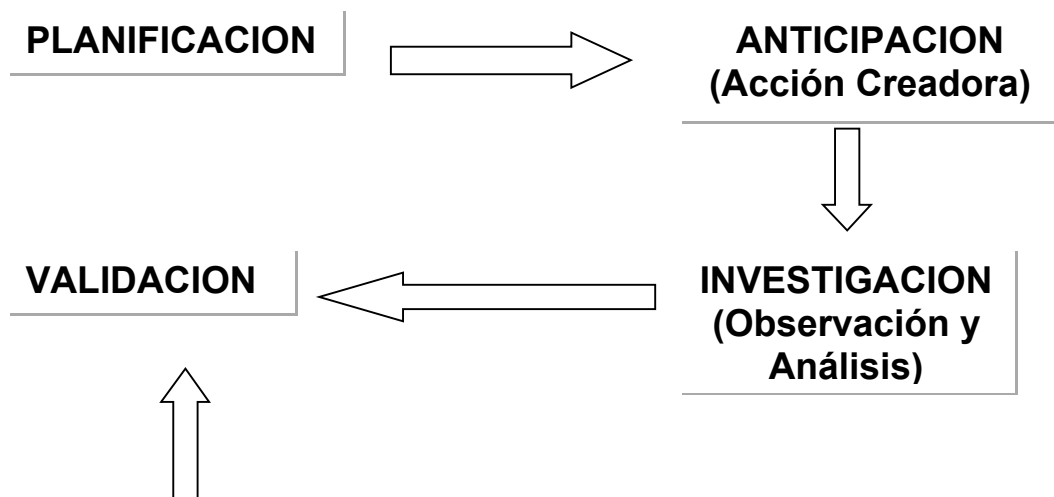 PLANIFICACION
ANTICIPACION
(Acción Creadora)
VALIDACION
INVESTIGACION
(Observación y
Análisis)